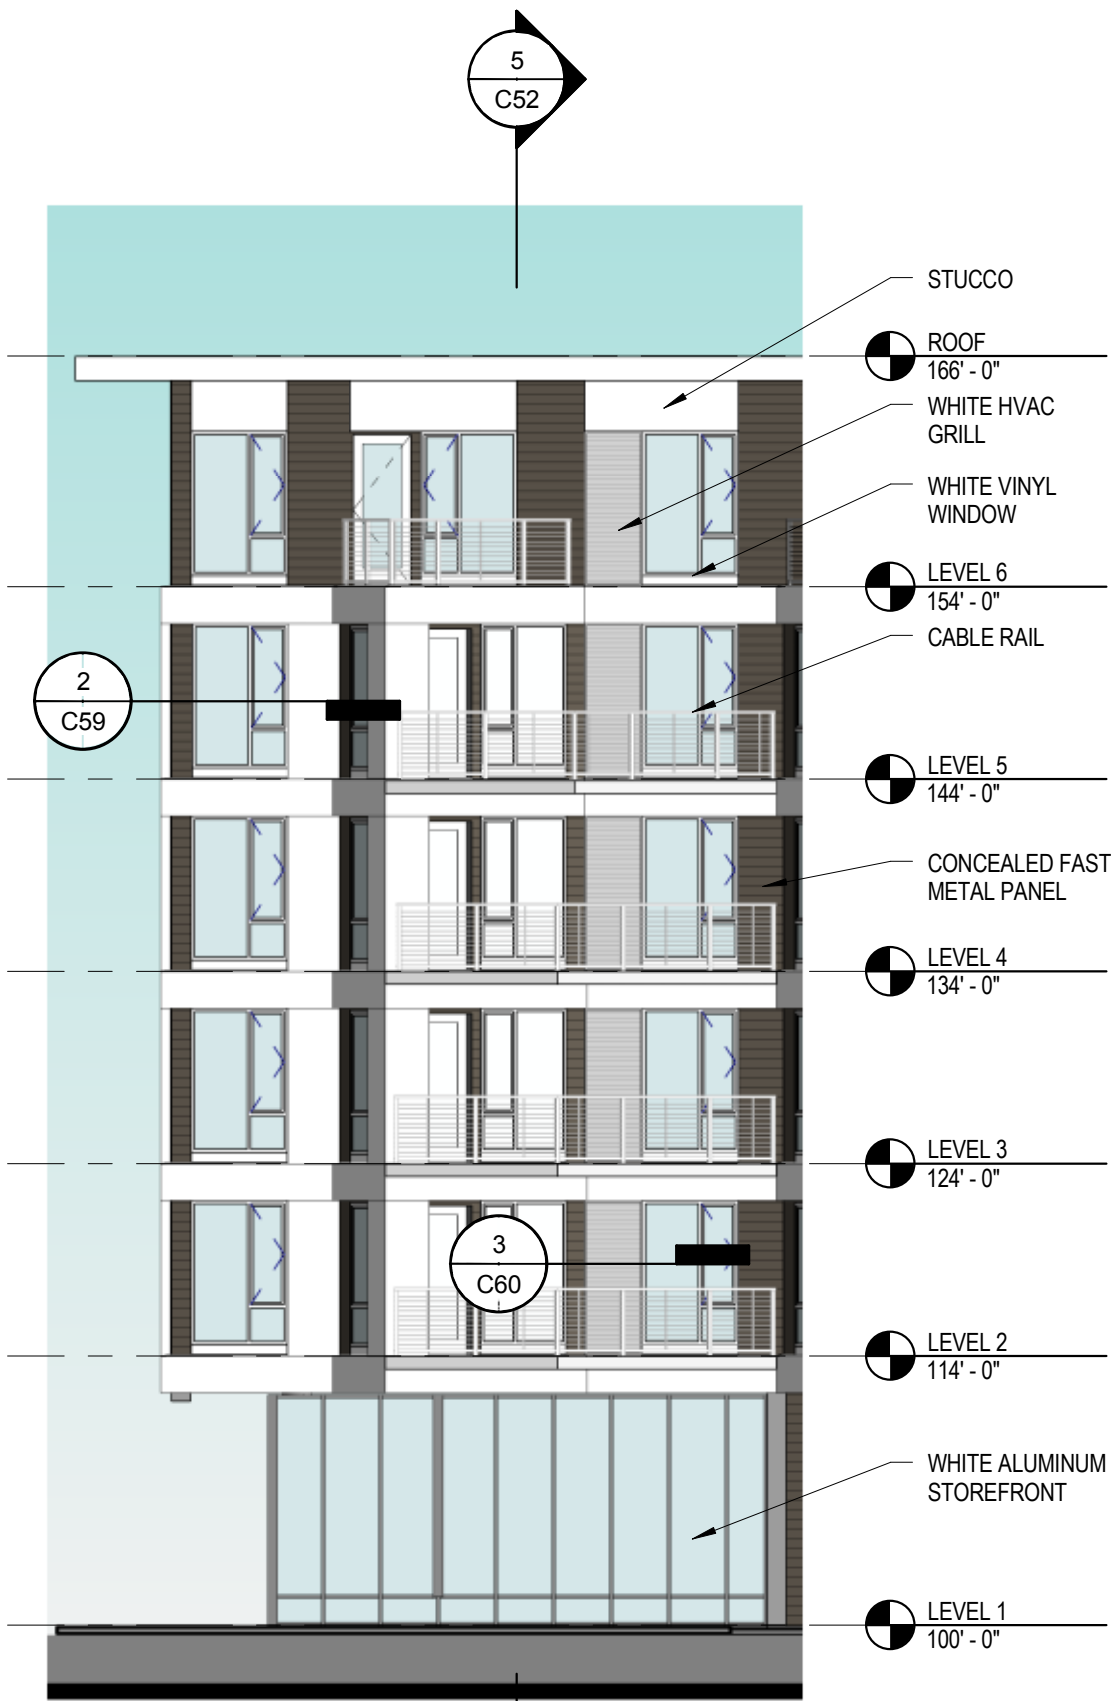 5
C52
STUCCO
ROOF
166' - 0"
WHITE HVAC
GRILL
WHITE VINYL
WINDOW
LEVEL 6
154' - 0"
CABLE RAIL
2
C59
LEVEL 5
144' - 0"
CONCEALED FAST
METAL PANEL
LEVEL 4
134' - 0"
LEVEL 3
124' - 0"
3
C60
LEVEL 2
114' - 0"
WHITE ALUMINUM
STOREFRONT
LEVEL 1
100' - 0"